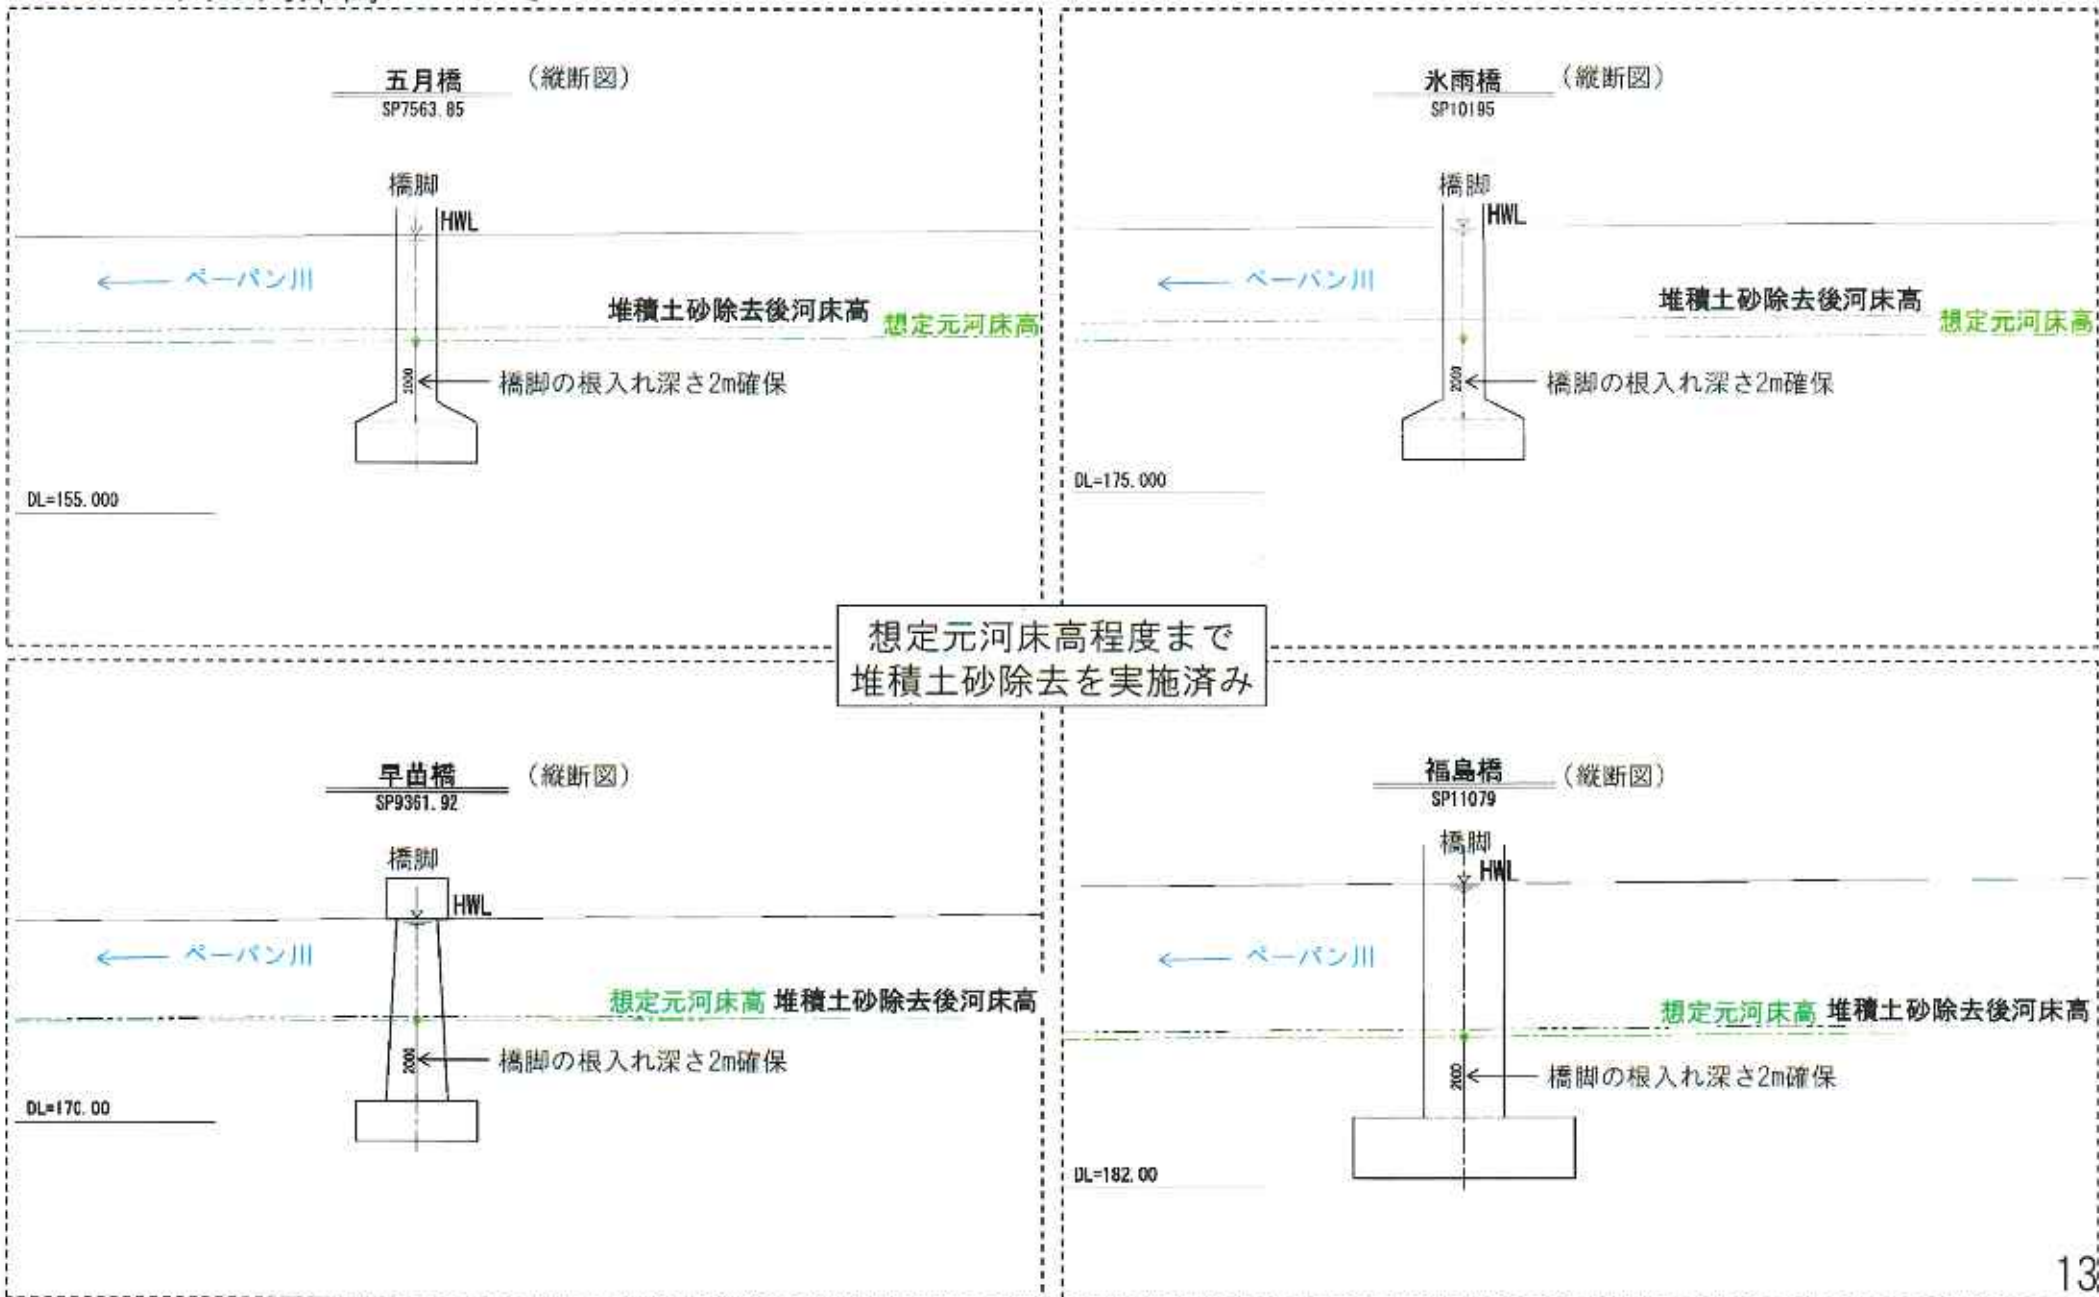 五月橋 (縦断図)
SP7563.85
橋脚
HWL
← ペーパン川
堆積土砂除去後河床高 想定元河床高
2000 ← 橋脚の根入れ深さ2m確保
DL=155.000
氷雨橋 (縦断図)
SP10195
橋脚
HWL
← ペーパン川
堆積土砂除去後河床高 想定元河床高
2000 ← 橋脚の根入れ深さ2m確保
DL=175.000
想定元河床高程度まで
堆積土砂除去を実施済み
早苗橋 (縦断図)
SP9361.92
橋脚
HWL
← ペーパン川
想定元河床高 堆積土砂除去後河床高
2000 ← 橋脚の根入れ深さ2m確保
DL=170.00
福島橋 (縦断図)
SP11079
橋脚
HWL
← ペーパン川
想定元河床高 堆積土砂除去後河床高
2000 ← 橋脚の根入れ深さ2m確保
DL=182.00
13